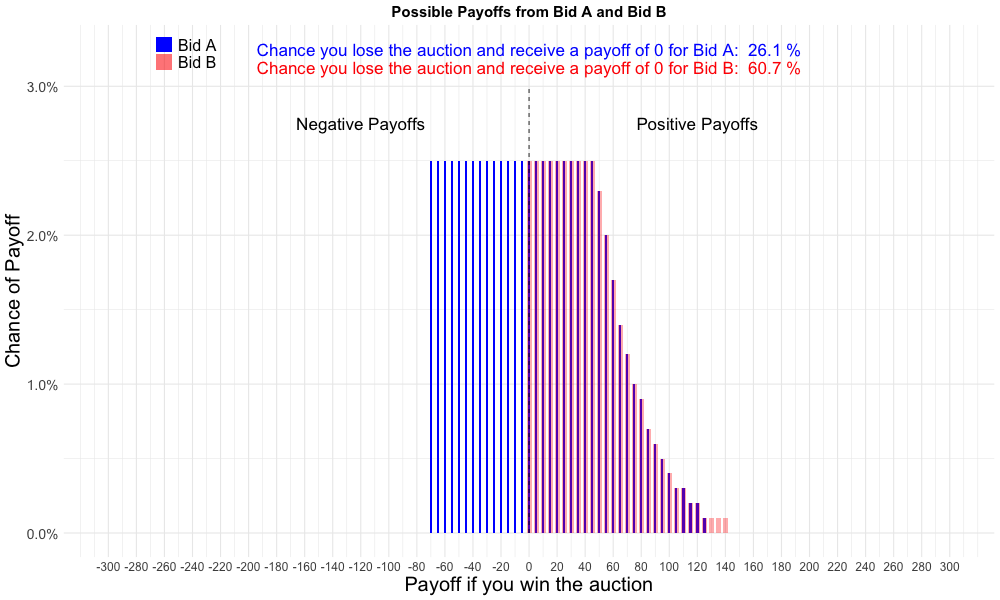 Possible Payoffs from Bid A and Bid B
Bid A
Bid B
Chance you lose the auction and receive a payoff of 0 for Bid A: 26.1 %
Chance you lose the auction and receive a payoff of 0 for Bid B: 60.7 %
Negative Payoffs
Positive Payoffs
Chance of Payoff
3.0%
2.0%
1.0%
0.0%
-300 -280 -260 -240 -220 -200 -180 -160 -140 -120 -100 -80 -60 -40 -20 0 20 40 60 80 100 120 140 160 180 200 220 240 260 280 300
Payoff if you win the auction